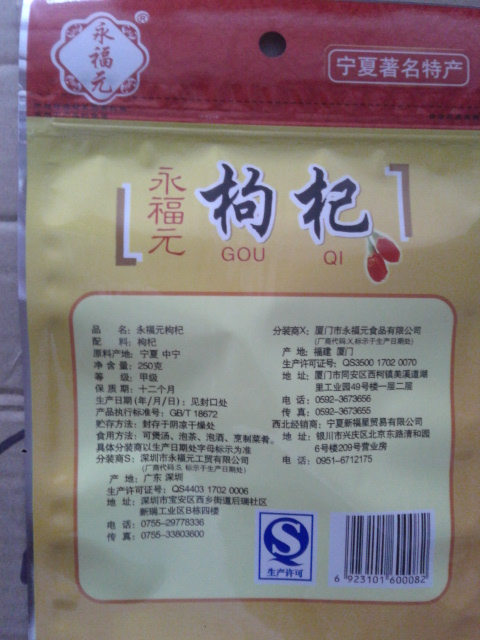 永福元®
宁夏著名特产
永福元
枸杞
GOU QI
品 名：永福元枸杞
配 料：枸杞
原料产地：宁夏 中宁
净 含 量：250克
等 级：甲级
保 质 期：十二个月
生产日期(年/月/日)：见封口处
产品执行标准号：GB/T 18672
贮存方法：封存于阴凉干燥处
食用方法：可煲汤、泡茶、泡酒、烹制菜肴。
具体分装商以生产日期处字母标示为准
分装商S：深圳市永福元工贸有限公司
(厂商代码:S, 标示于生产日期处)
产 地：广东 深圳
生产许可证号：QS4403 1702 0006
地 址：深圳市宝安区西乡街道后瑞社区
新瑞工业区B栋四楼
电 话：0755-29778336
传 真：0755-33803600
分装商X：厦门市永福元食品有限公司
(厂商代码:X, 标示于生产日期处)
产 地：福建 厦门
生产许可证号：QS3500 1702 0070
地 址：厦门市同安区西柯镇美溪道湖
里工业园49号楼一层二层
电 话：0592-3673656
传 真：0592-3673655
西北经销商：宁夏新福星贸易有限公司
地 址：银川市兴庆区北京东路清和园
6号楼209号营业房
电 话：0951-6712175
QS
生产许可
6 923101 600082